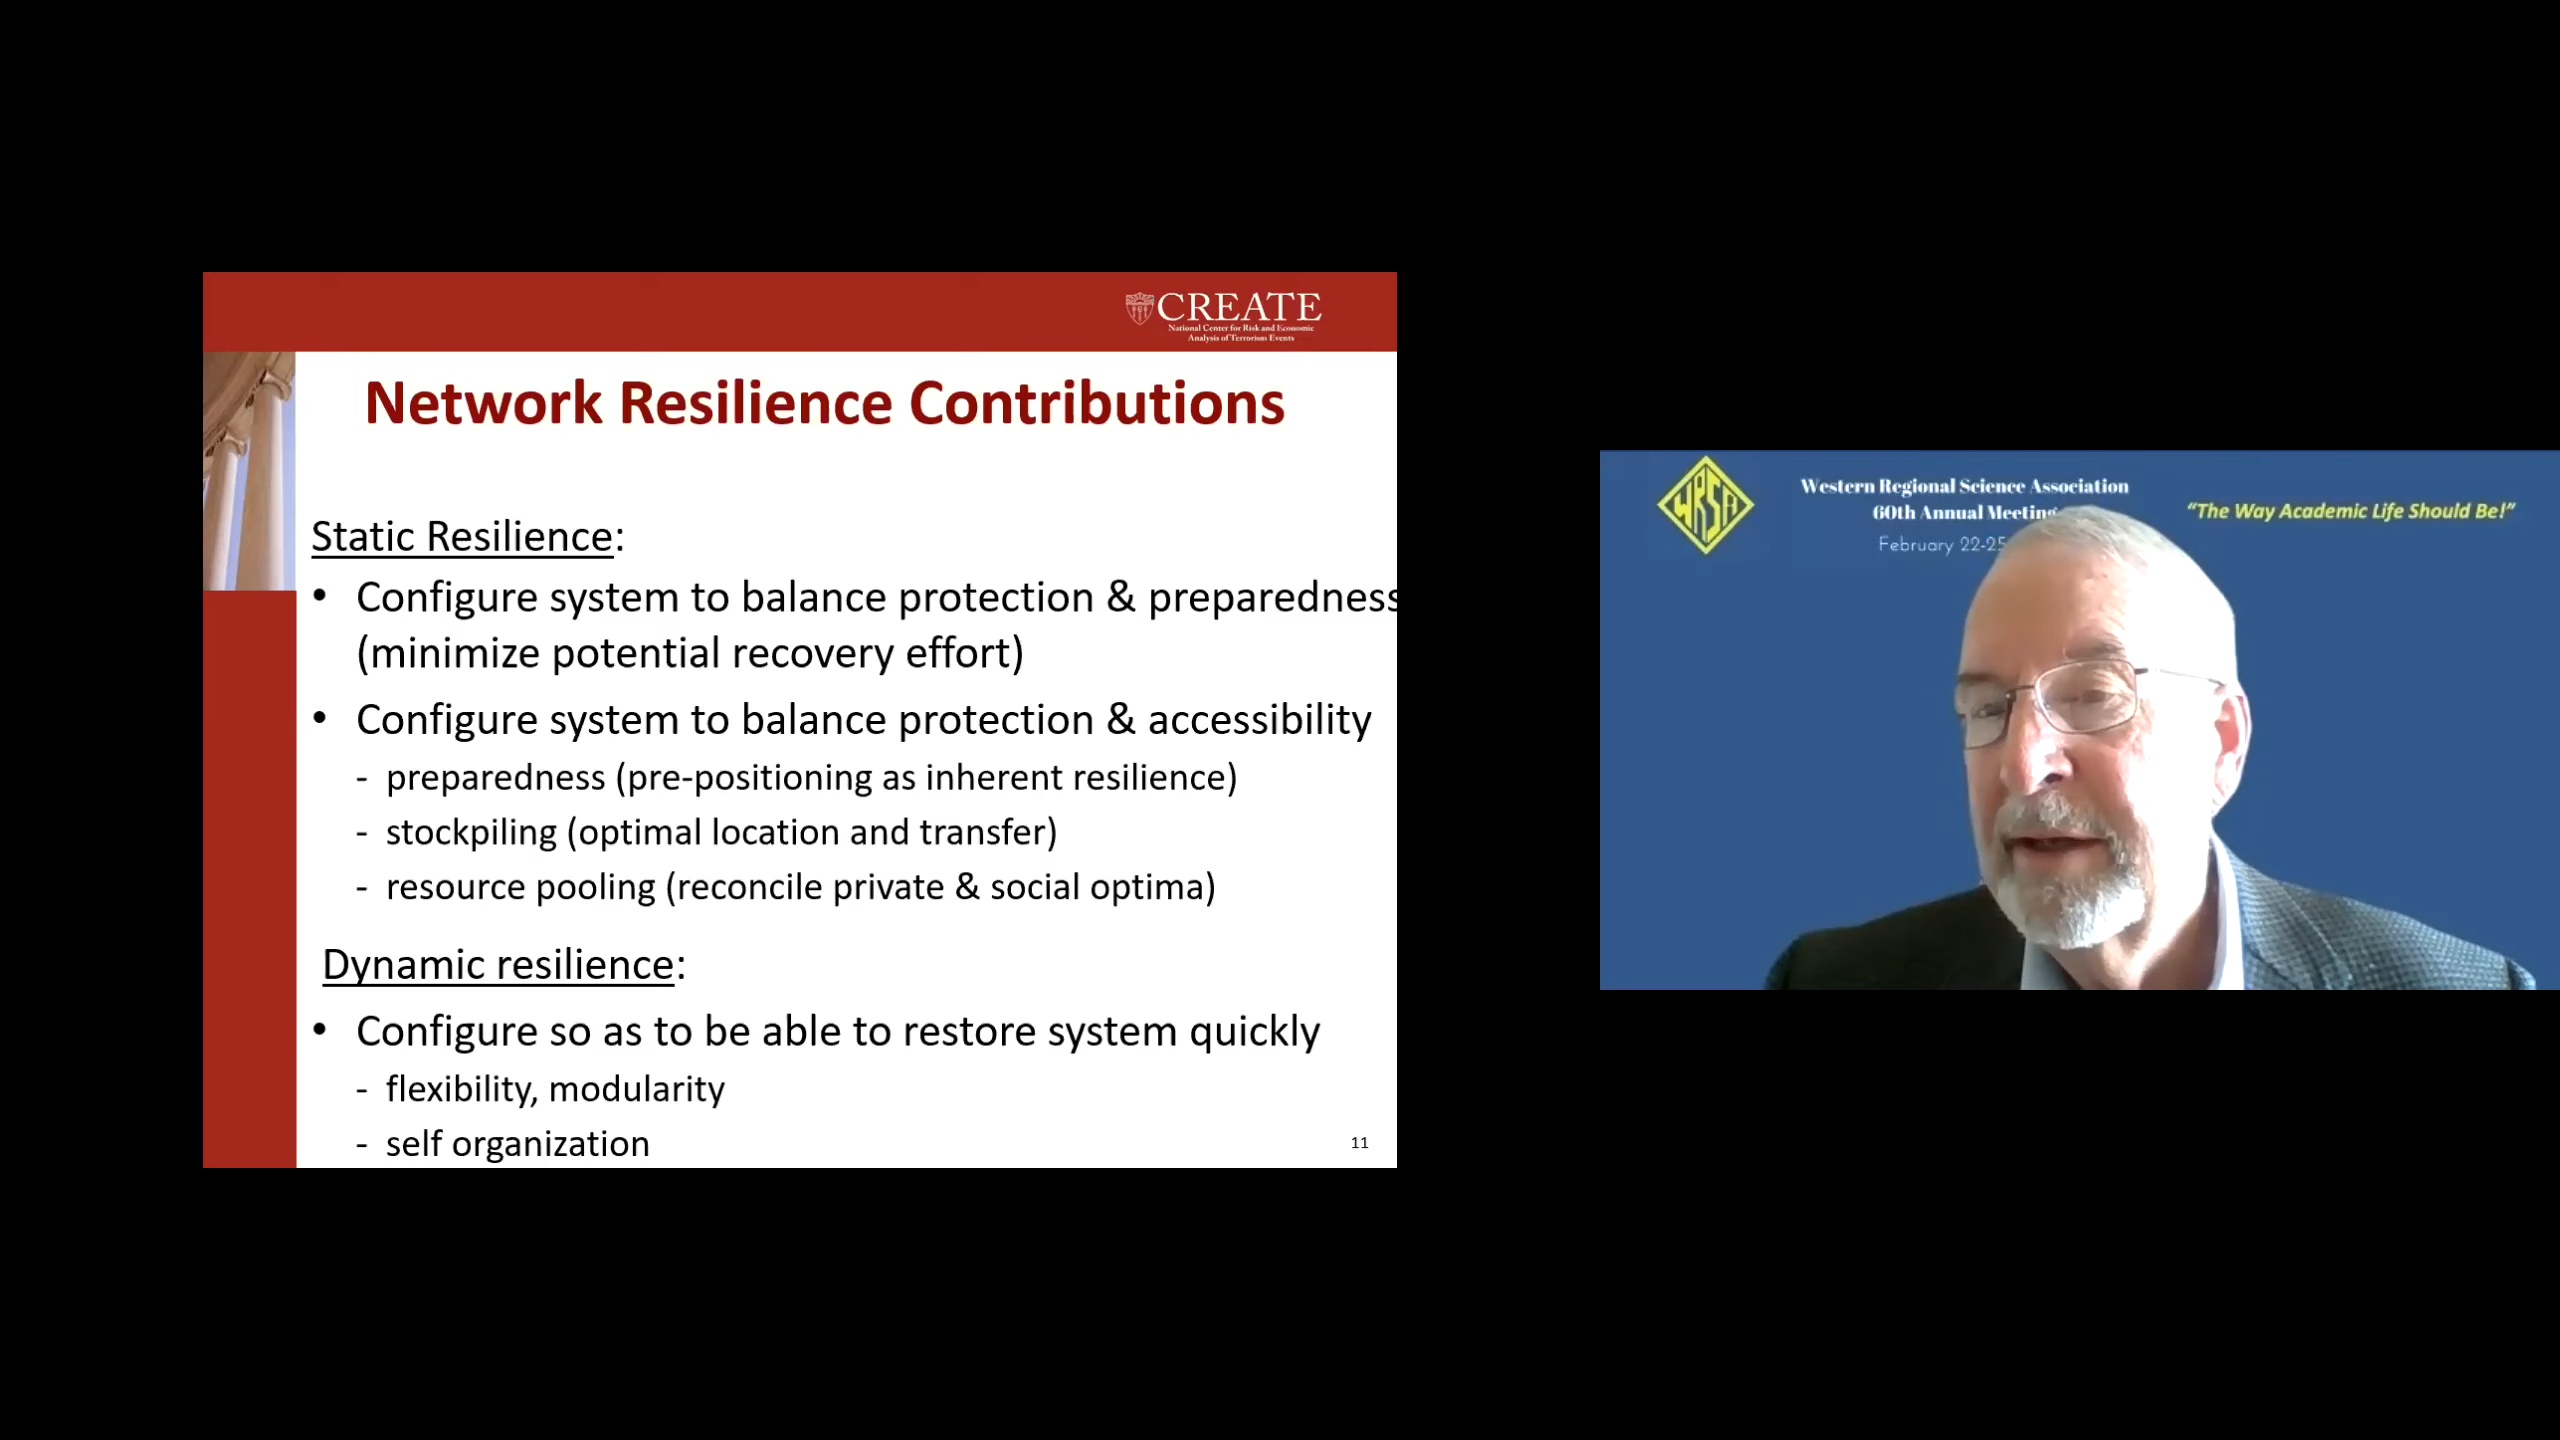 CREATE
National Center for Risk and Economic
Analysis of Terrorism Events
Network Resilience Contributions
Static Resilience:
• Configure system to balance protection & preparedness
(minimize potential recovery effort)
• Configure system to balance protection & accessibility
- preparedness (pre-positioning as inherent resilience)
- stockpiling (optimal location and transfer)
- resource pooling (reconcile private & social optima)
Dynamic resilience:
• Configure so as to be able to restore system quickly
- flexibility, modularity
- self organization
11
WRSA
Western Regional Science Association
60th Annual Meeting
"The Way Academic Life Should Be!"
February 22-25